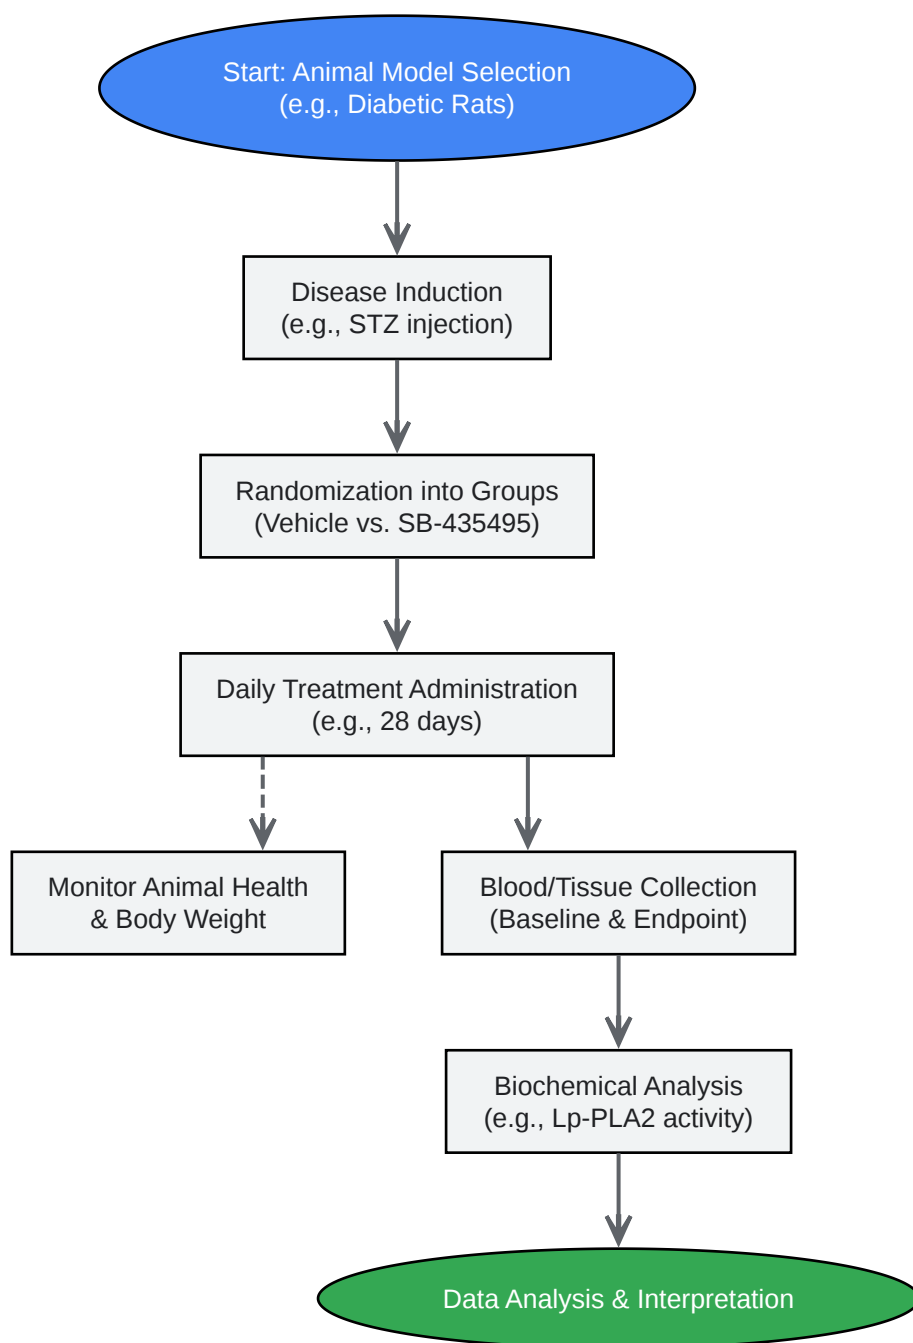 Start: Animal Model Selection
(e.g., Diabetic Rats)
Disease Induction
(e.g., STZ injection)
Randomization into Groups
(Vehicle vs. SB-435495)
Daily Treatment Administration
(e.g., 28 days)
Monitor Animal Health
& Body Weight
Blood/Tissue Collection
(Baseline & Endpoint)
Biochemical Analysis
(e.g., Lp-PLA2 activity)
Data Analysis & Interpretation